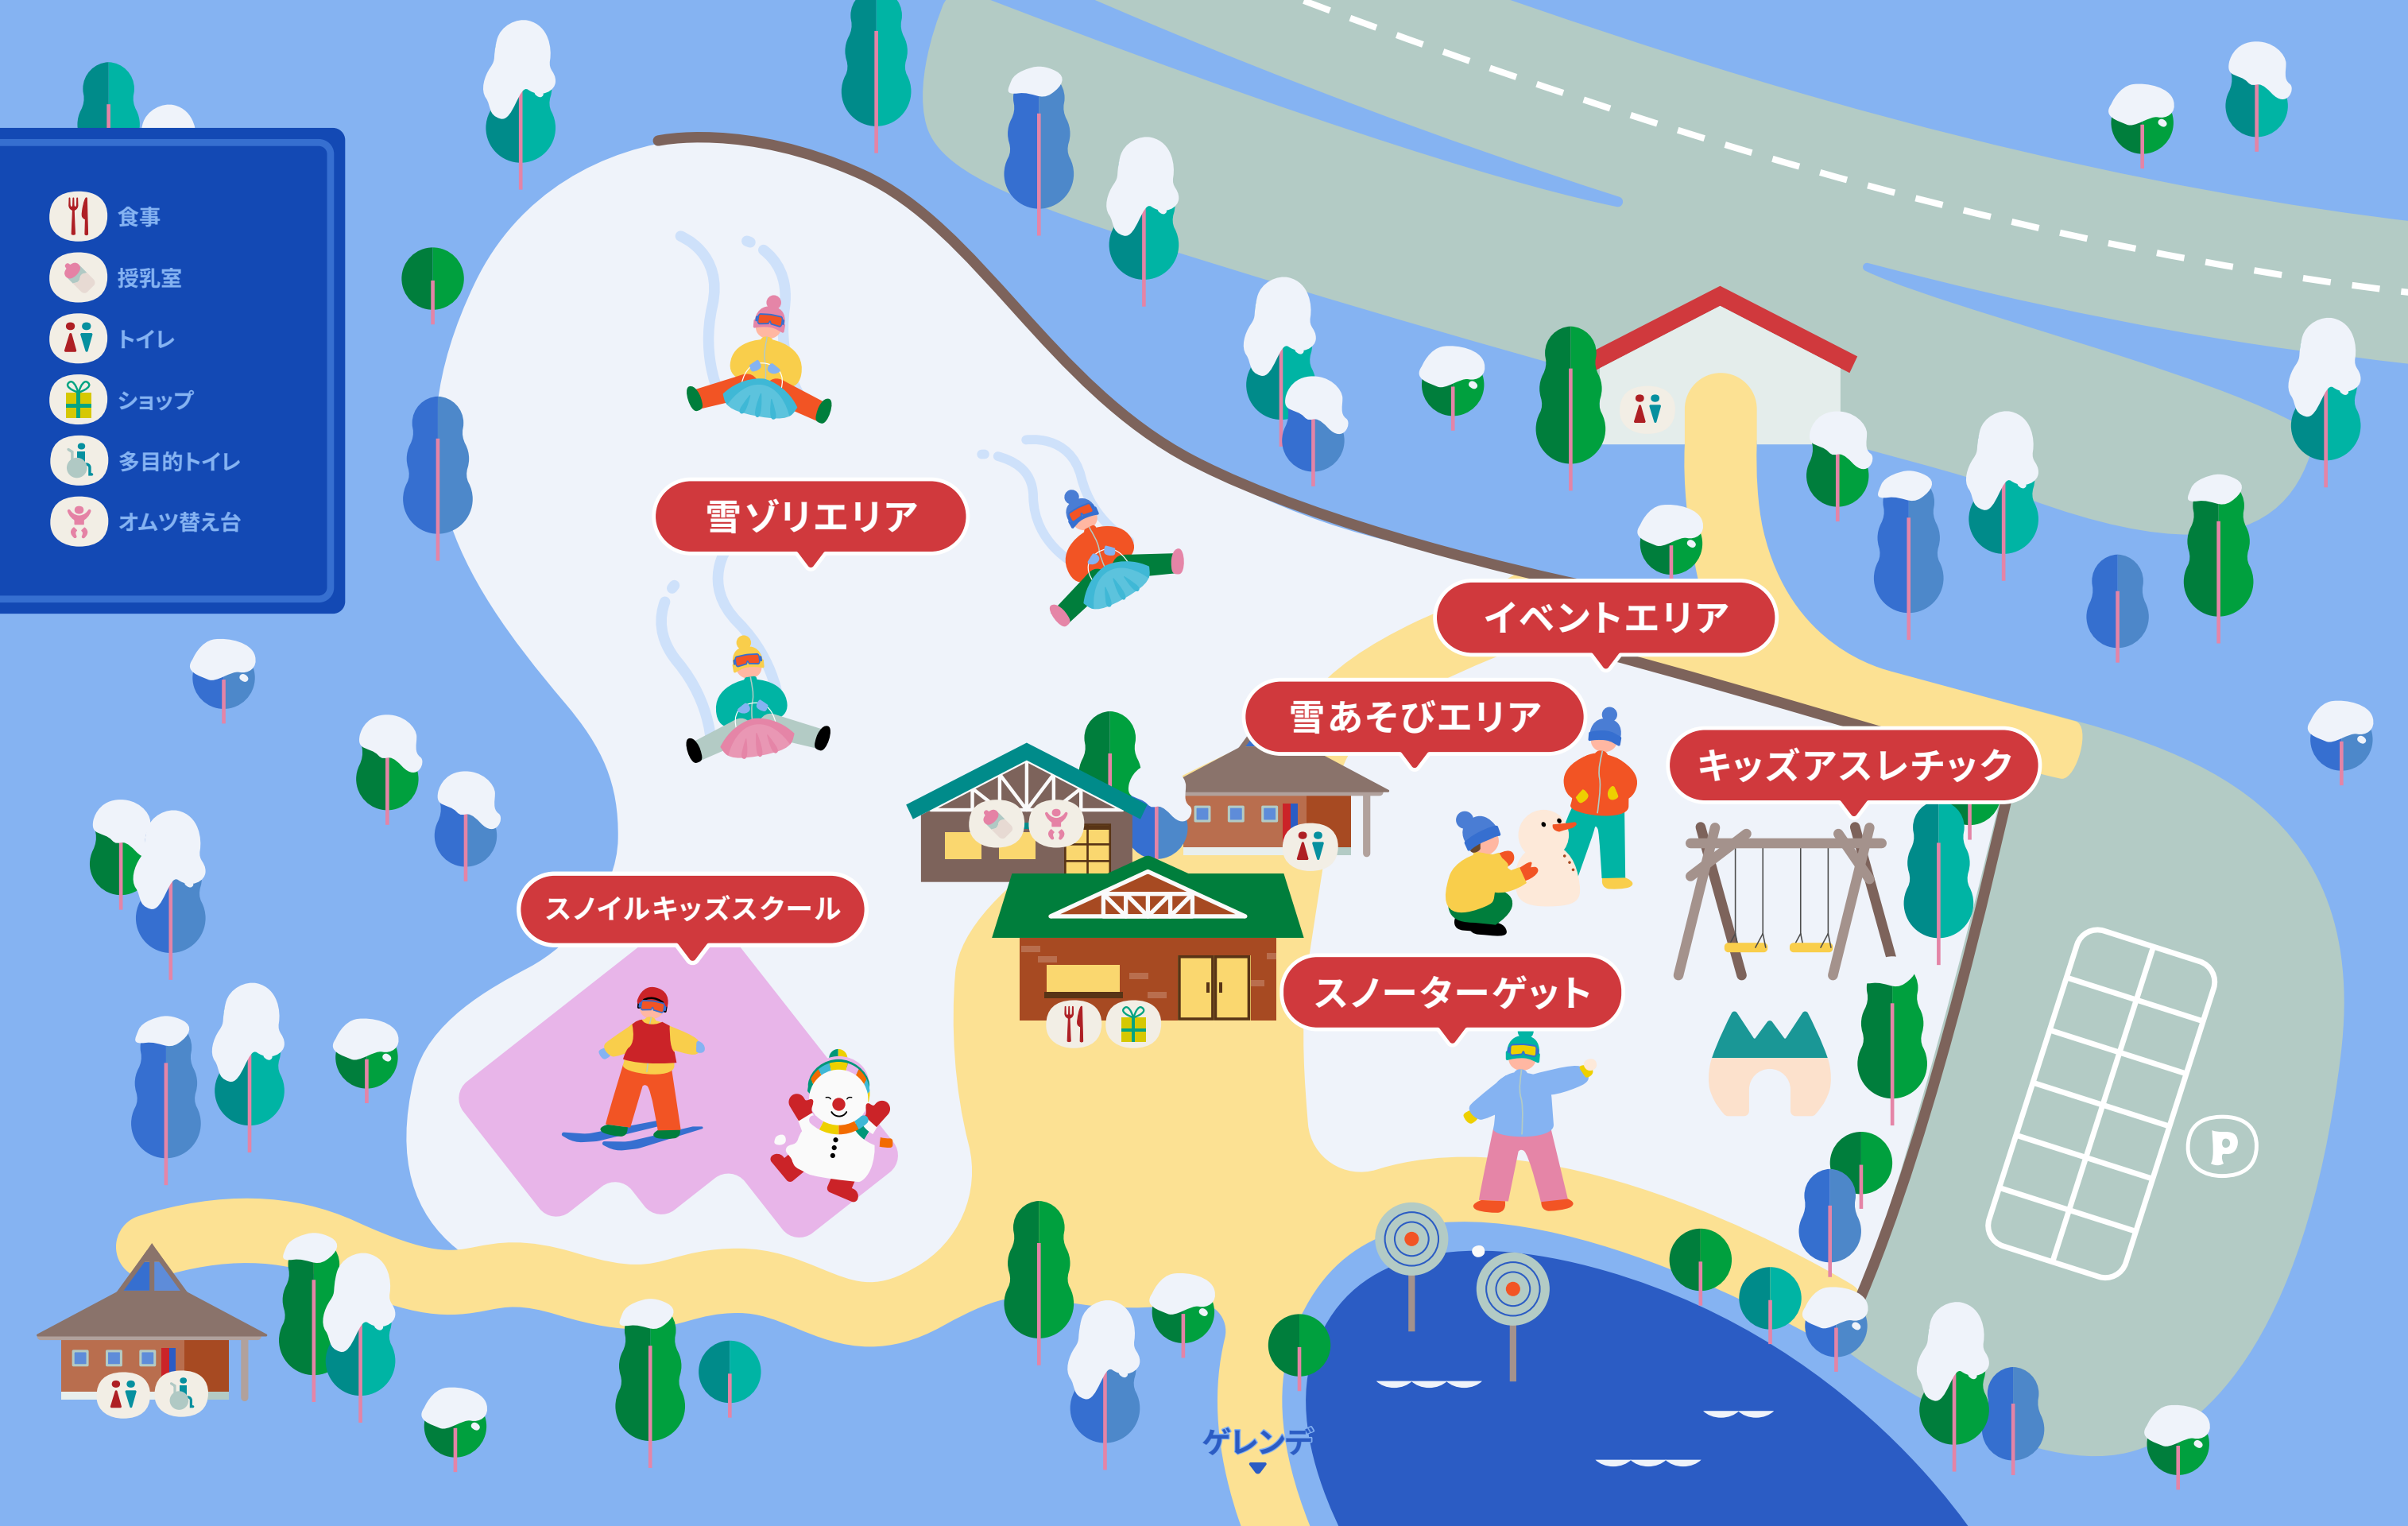 食事
授乳室
トイレ
ショップ
多目的トイレ
オムツ替え台
雪ゾリエリア
イベントエリア
雪あそびエリア
キッズアスレチック
スノイルキッズスクール
スノーターゲット
P
ゲレンデ